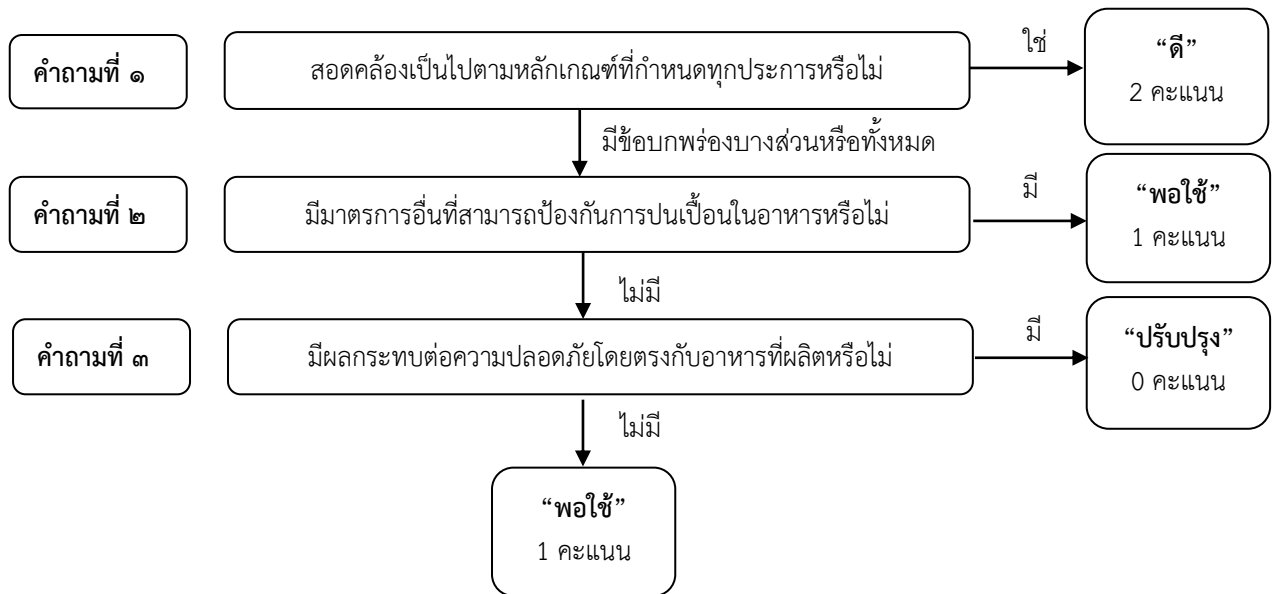 คำถามที่ ๑
สอดคล้องเป็นไปตามหลักเกณฑ์ที่กำหนดทุกประการหรือไม่
ใช่
“ดี”
2 คะแนน
มีข้อบกพร่องบางส่วนหรือทั้งหมด
คำถามที่ ๒
มีมาตรการอื่นที่สามารถป้องกันการปนเปื้อนในอาหารหรือไม่
มี
“พอใช้”
1 คะแนน
ไม่มี
คำถามที่ ๓
มีผลกระทบต่อความปลอดภัยโดยตรงกับอาหารที่ผลิตหรือไม่
มี
“ปรับปรุง”
0 คะแนน
ไม่มี
“พอใช้”
1 คะแนน